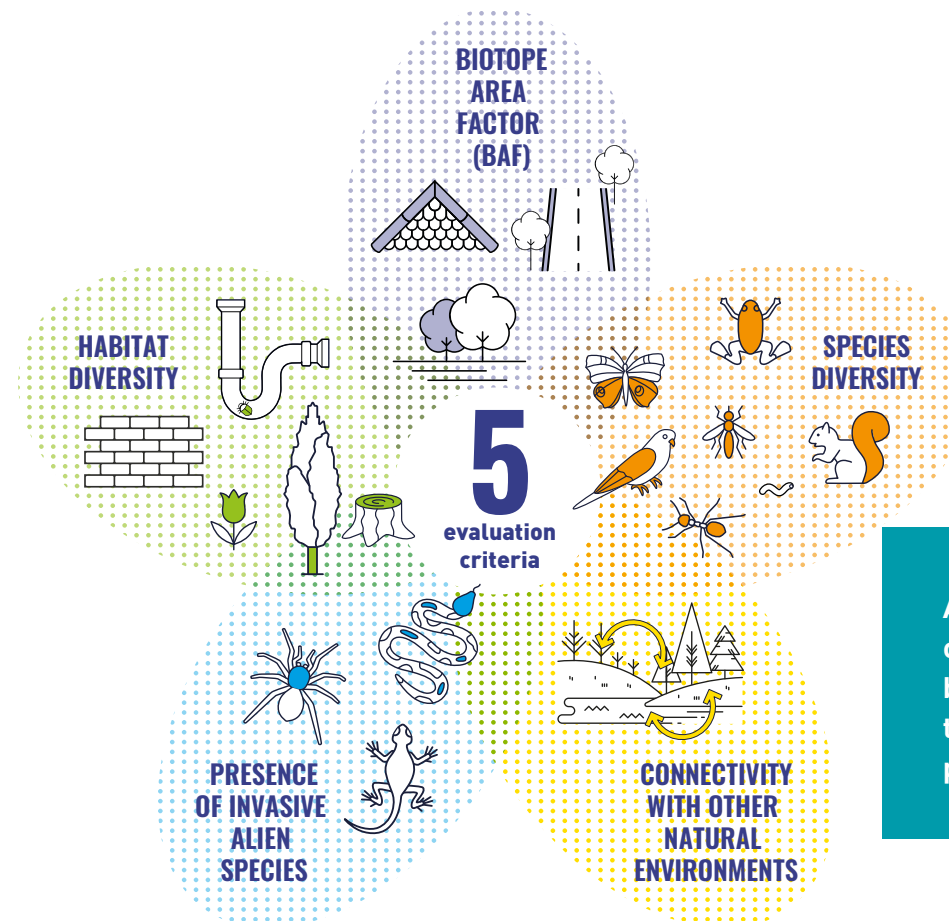 BIOTOPE
AREA
FACTOR
(BAF)
HABITAT
DIVERSITY
SPECIES
DIVERSITY
5
evaluation
criteria
PRESENCE
OF INVASIVE
ALIEN
SPECIES
CONNECTIVITY
WITH OTHER
NATURAL
ENVIRONMENTS